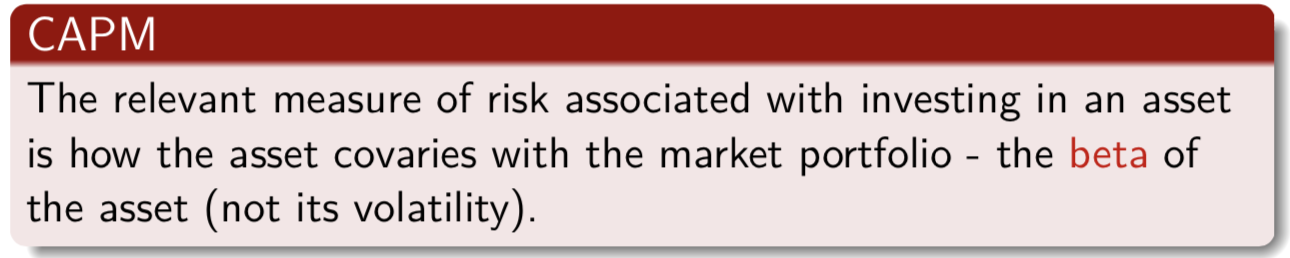 CAPM
The relevant measure of risk associated with investing in an asset
is how the asset covaries with the market portfolio - the beta of
the asset (not its volatility).